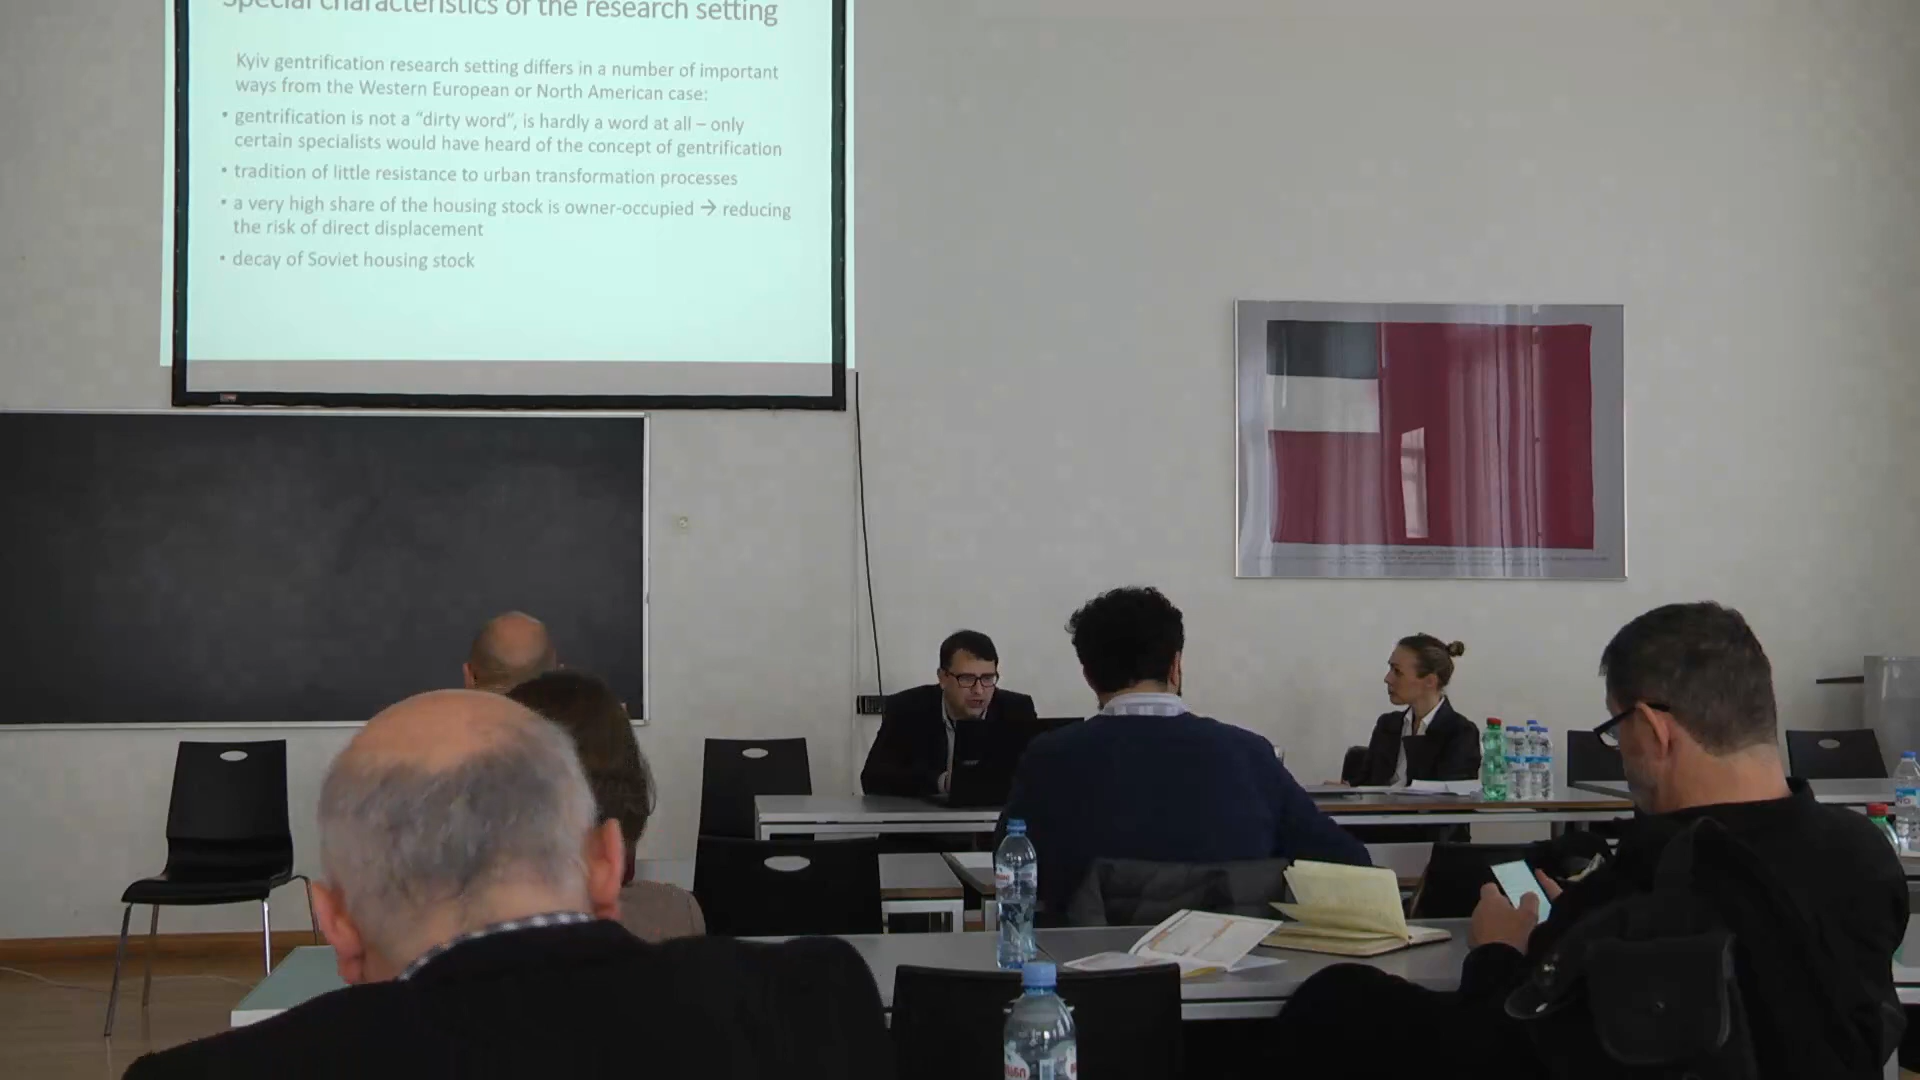 Special characteristics of the research setting
Kyiv gentrification research setting differs in a number of important
ways from the Western European or North American case:
• gentrification is not a “dirty word”, is hardly a word at all – only
certain specialists would have heard of the concept of gentrification
• tradition of little resistance to urban transformation processes
• a very high share of the housing stock is owner-occupied → reducing
the risk of direct displacement
• decay of Soviet housing stock